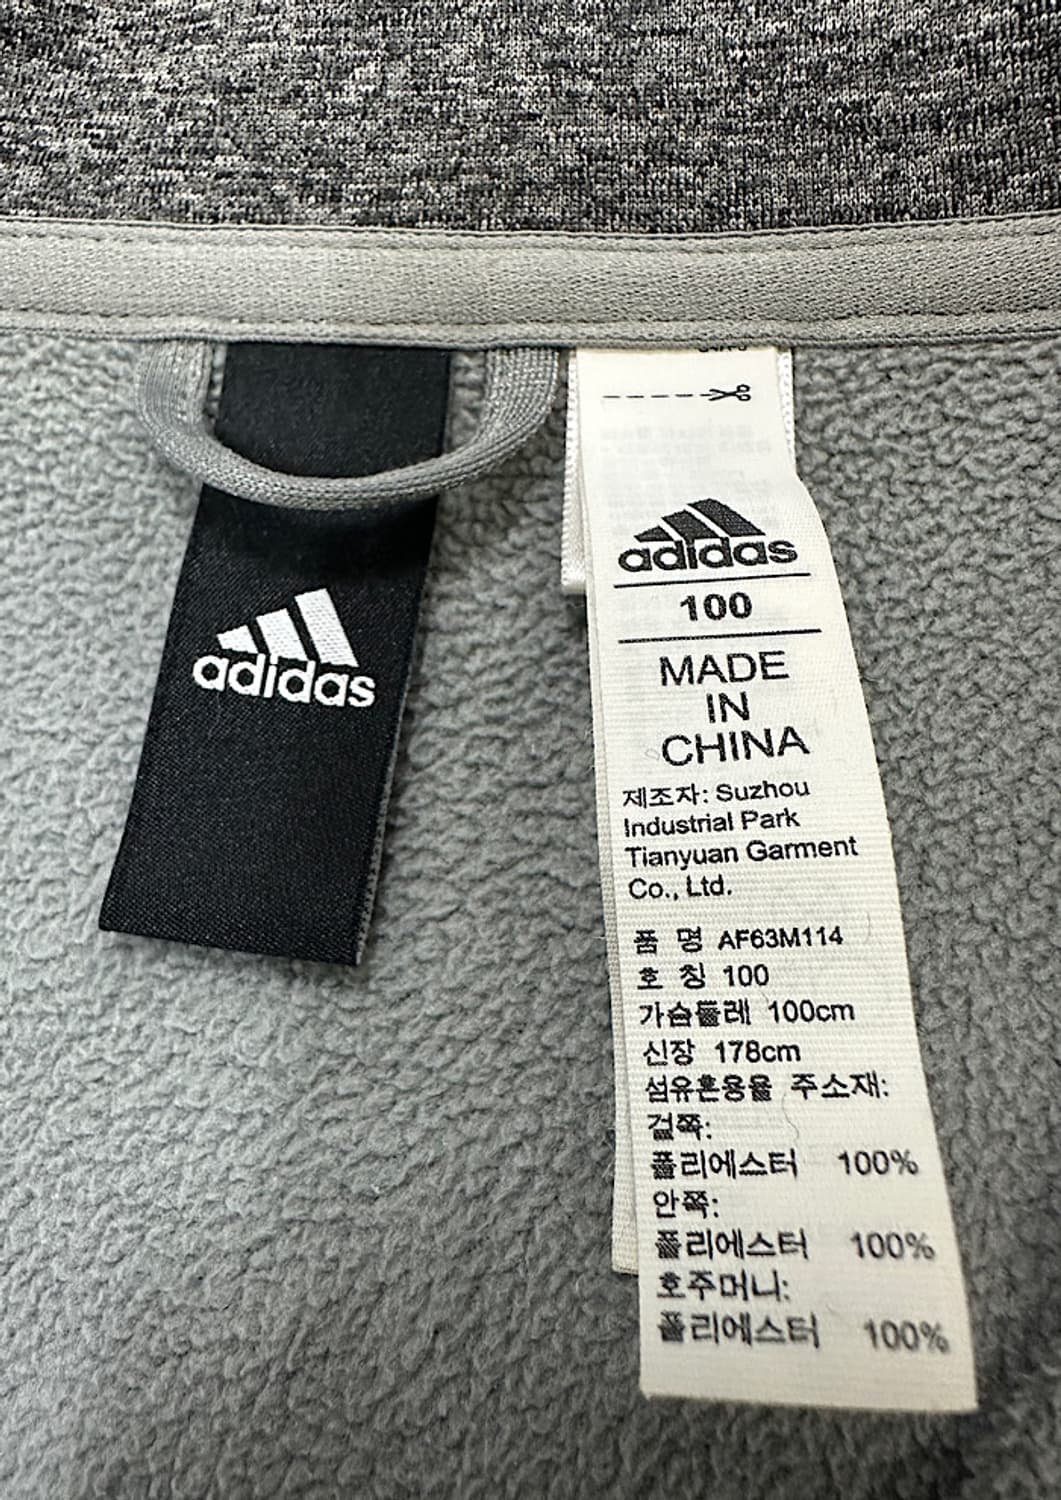 adidas
adidas
100
MADE
IN
CHINA
제조자: Suzhou
Industrial Park
Tianyuan Garment
Co., Ltd.
품 명 AF63M114
호 칭 100
가슴둘레 100cm
신장 178cm
섬유혼용율 주소재:
겉쪽:
폴리에스터 100%
안쪽:
폴리에스터 100%
호주머니:
폴리에스터 100%